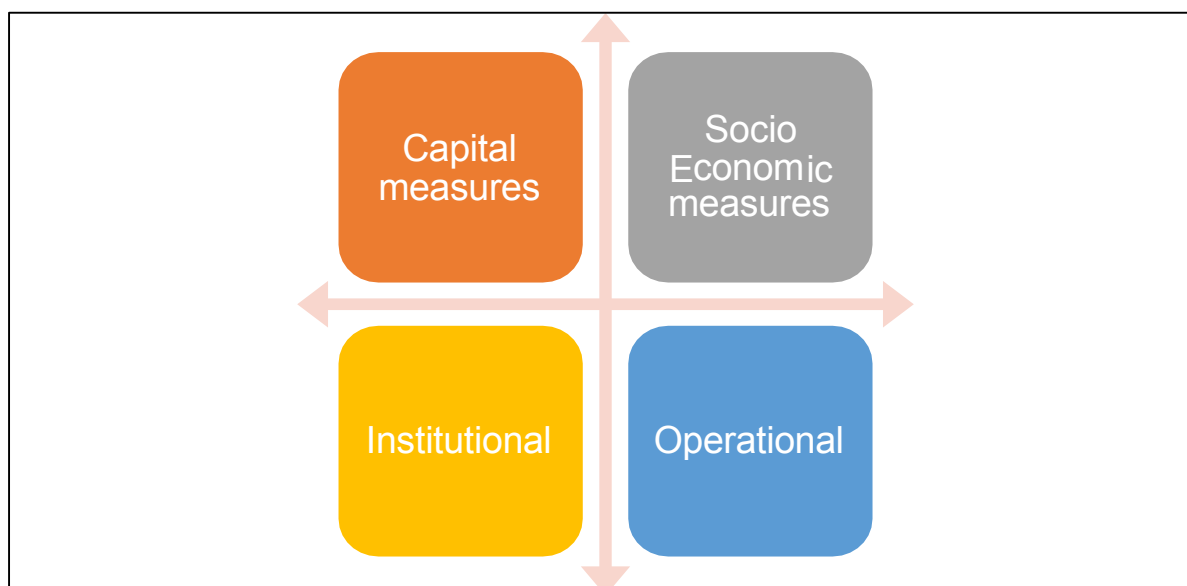 Capital
measures
Socio
Economic
measures
Institutional
Operational